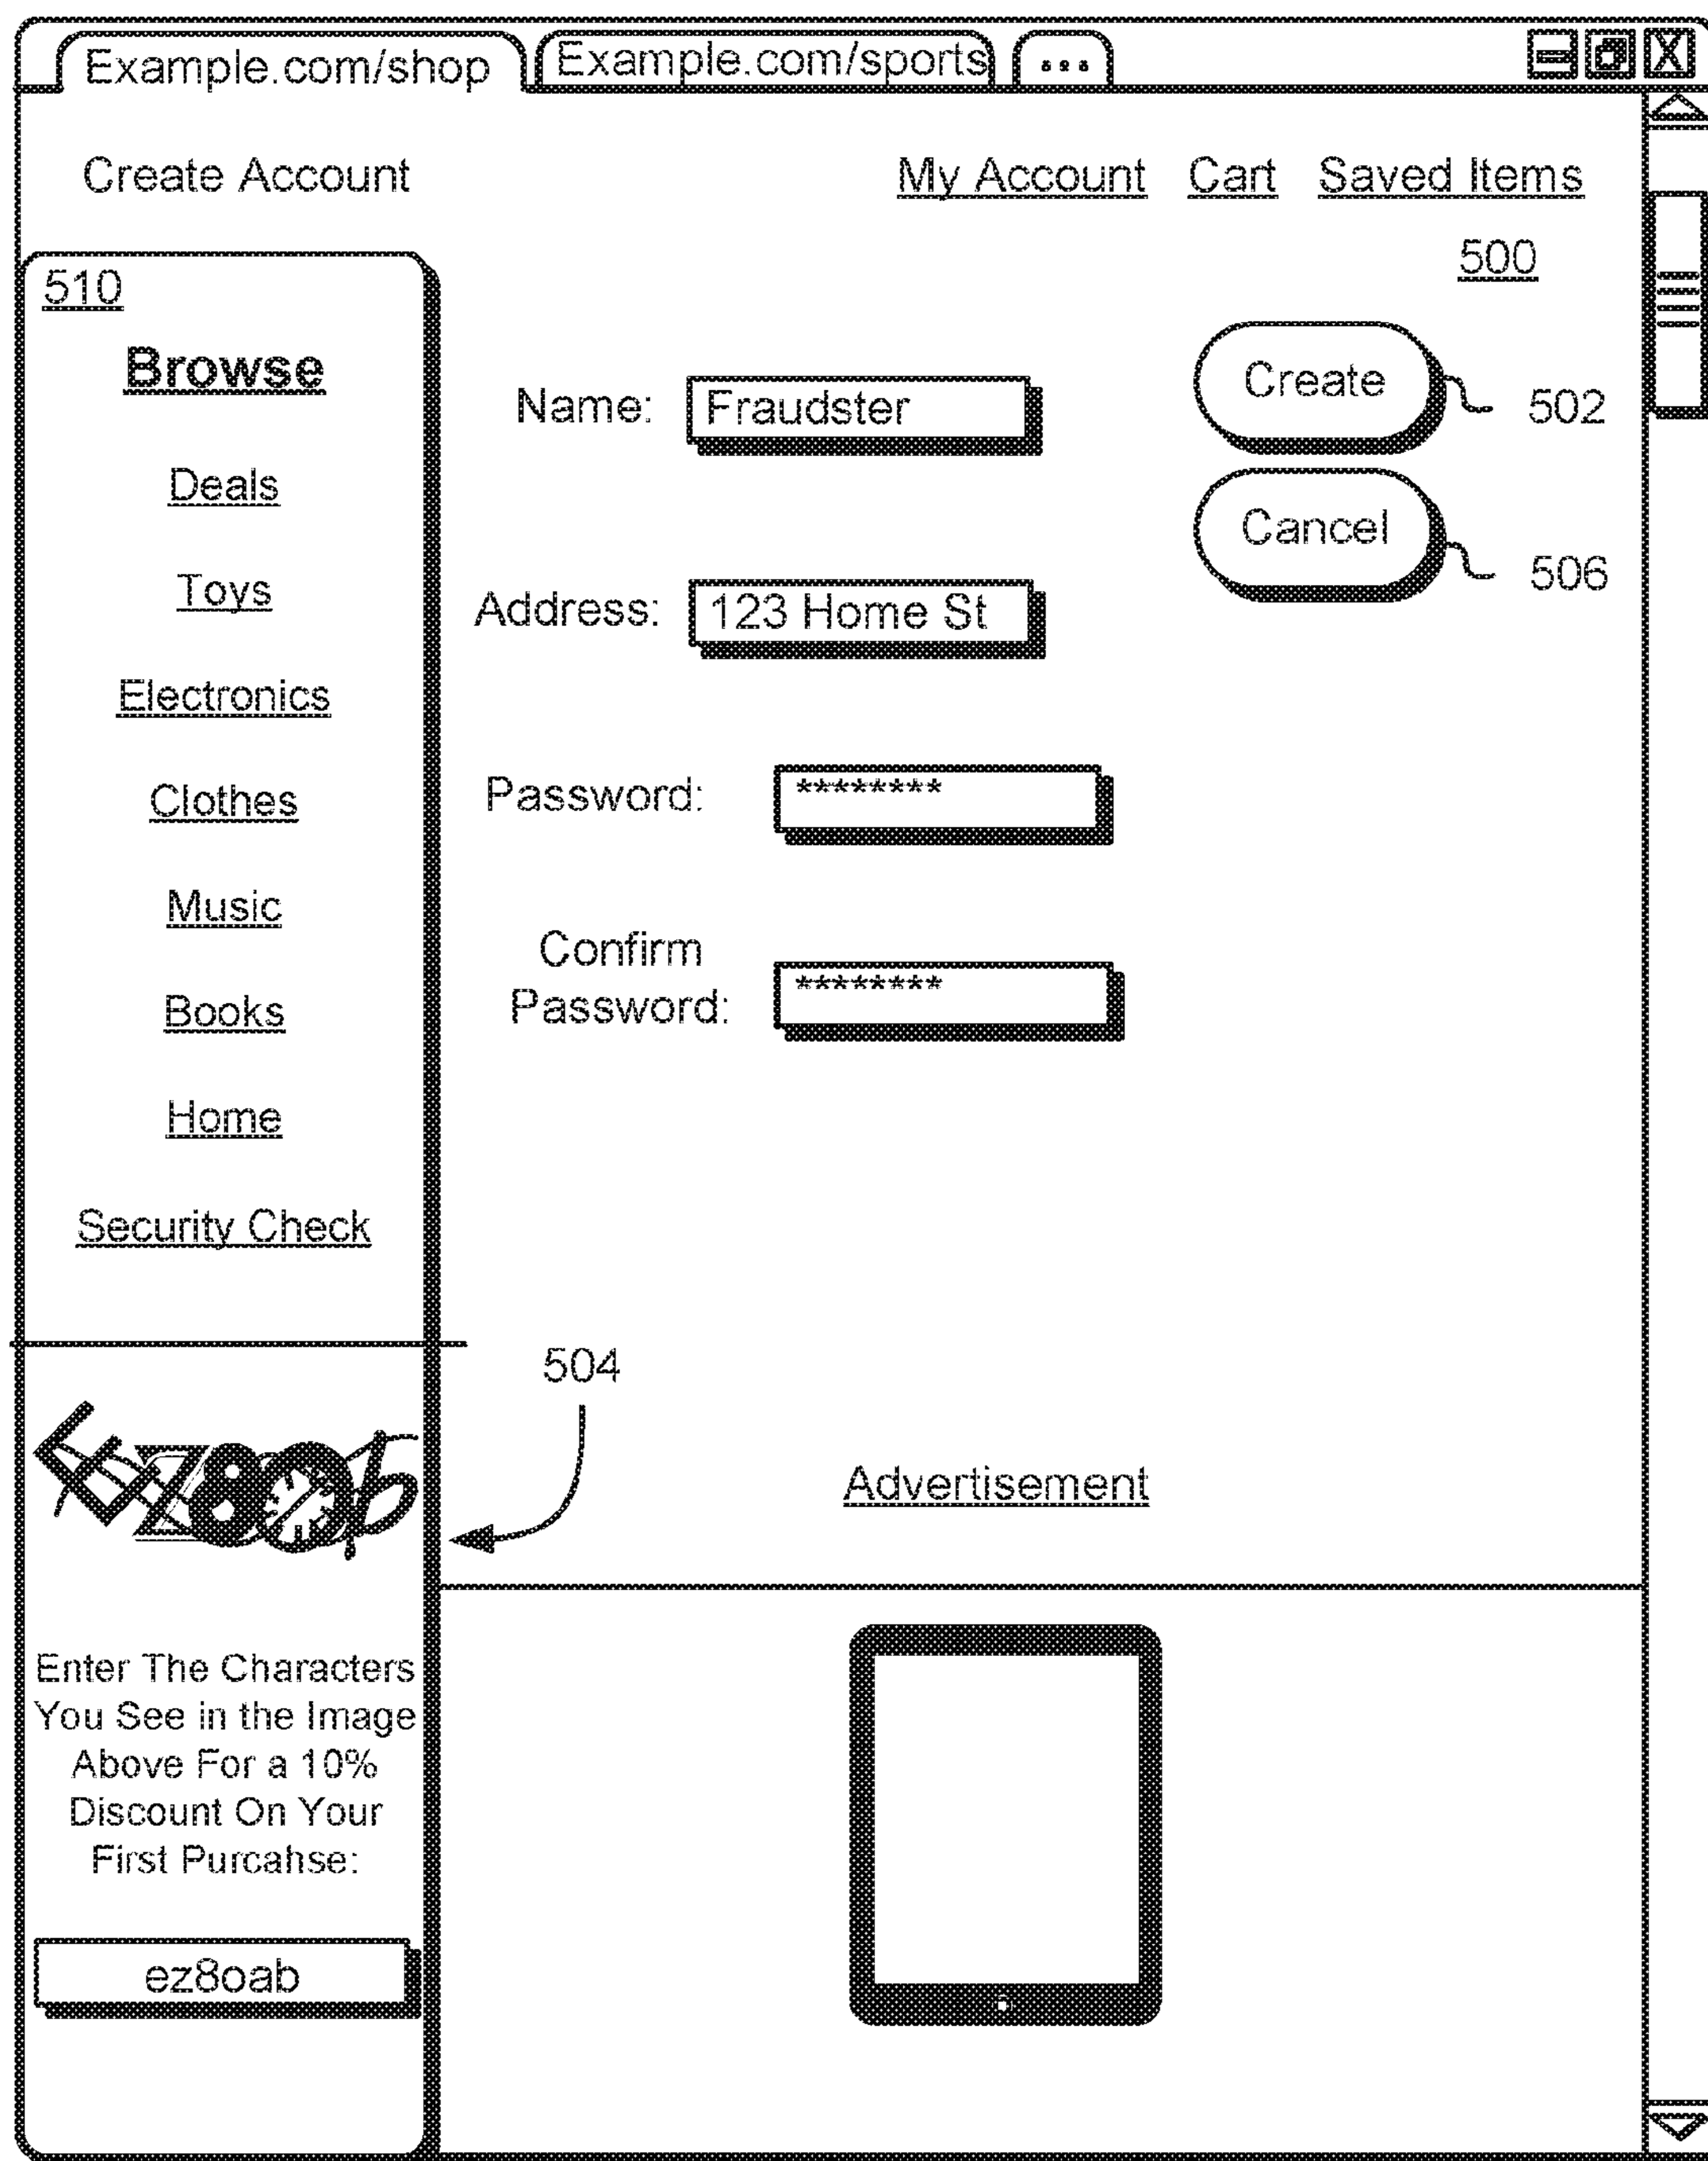 Example.com/shop
Example.com/sports
...
X
Create Account
My Account Cart Saved Items
500
510
Browse
Deals
Toys
Electronics
Clothes
Music
Books
Home
Security Check
Name: Fraudster
Address: 123 Home St
Password: ********
Confirm
Password: ********
Create
502
Cancel
506
504
Enter The Characters
You See in the Image
Above For a 10%
Discount On Your
First Purcahse:
ez8oab
Advertisement